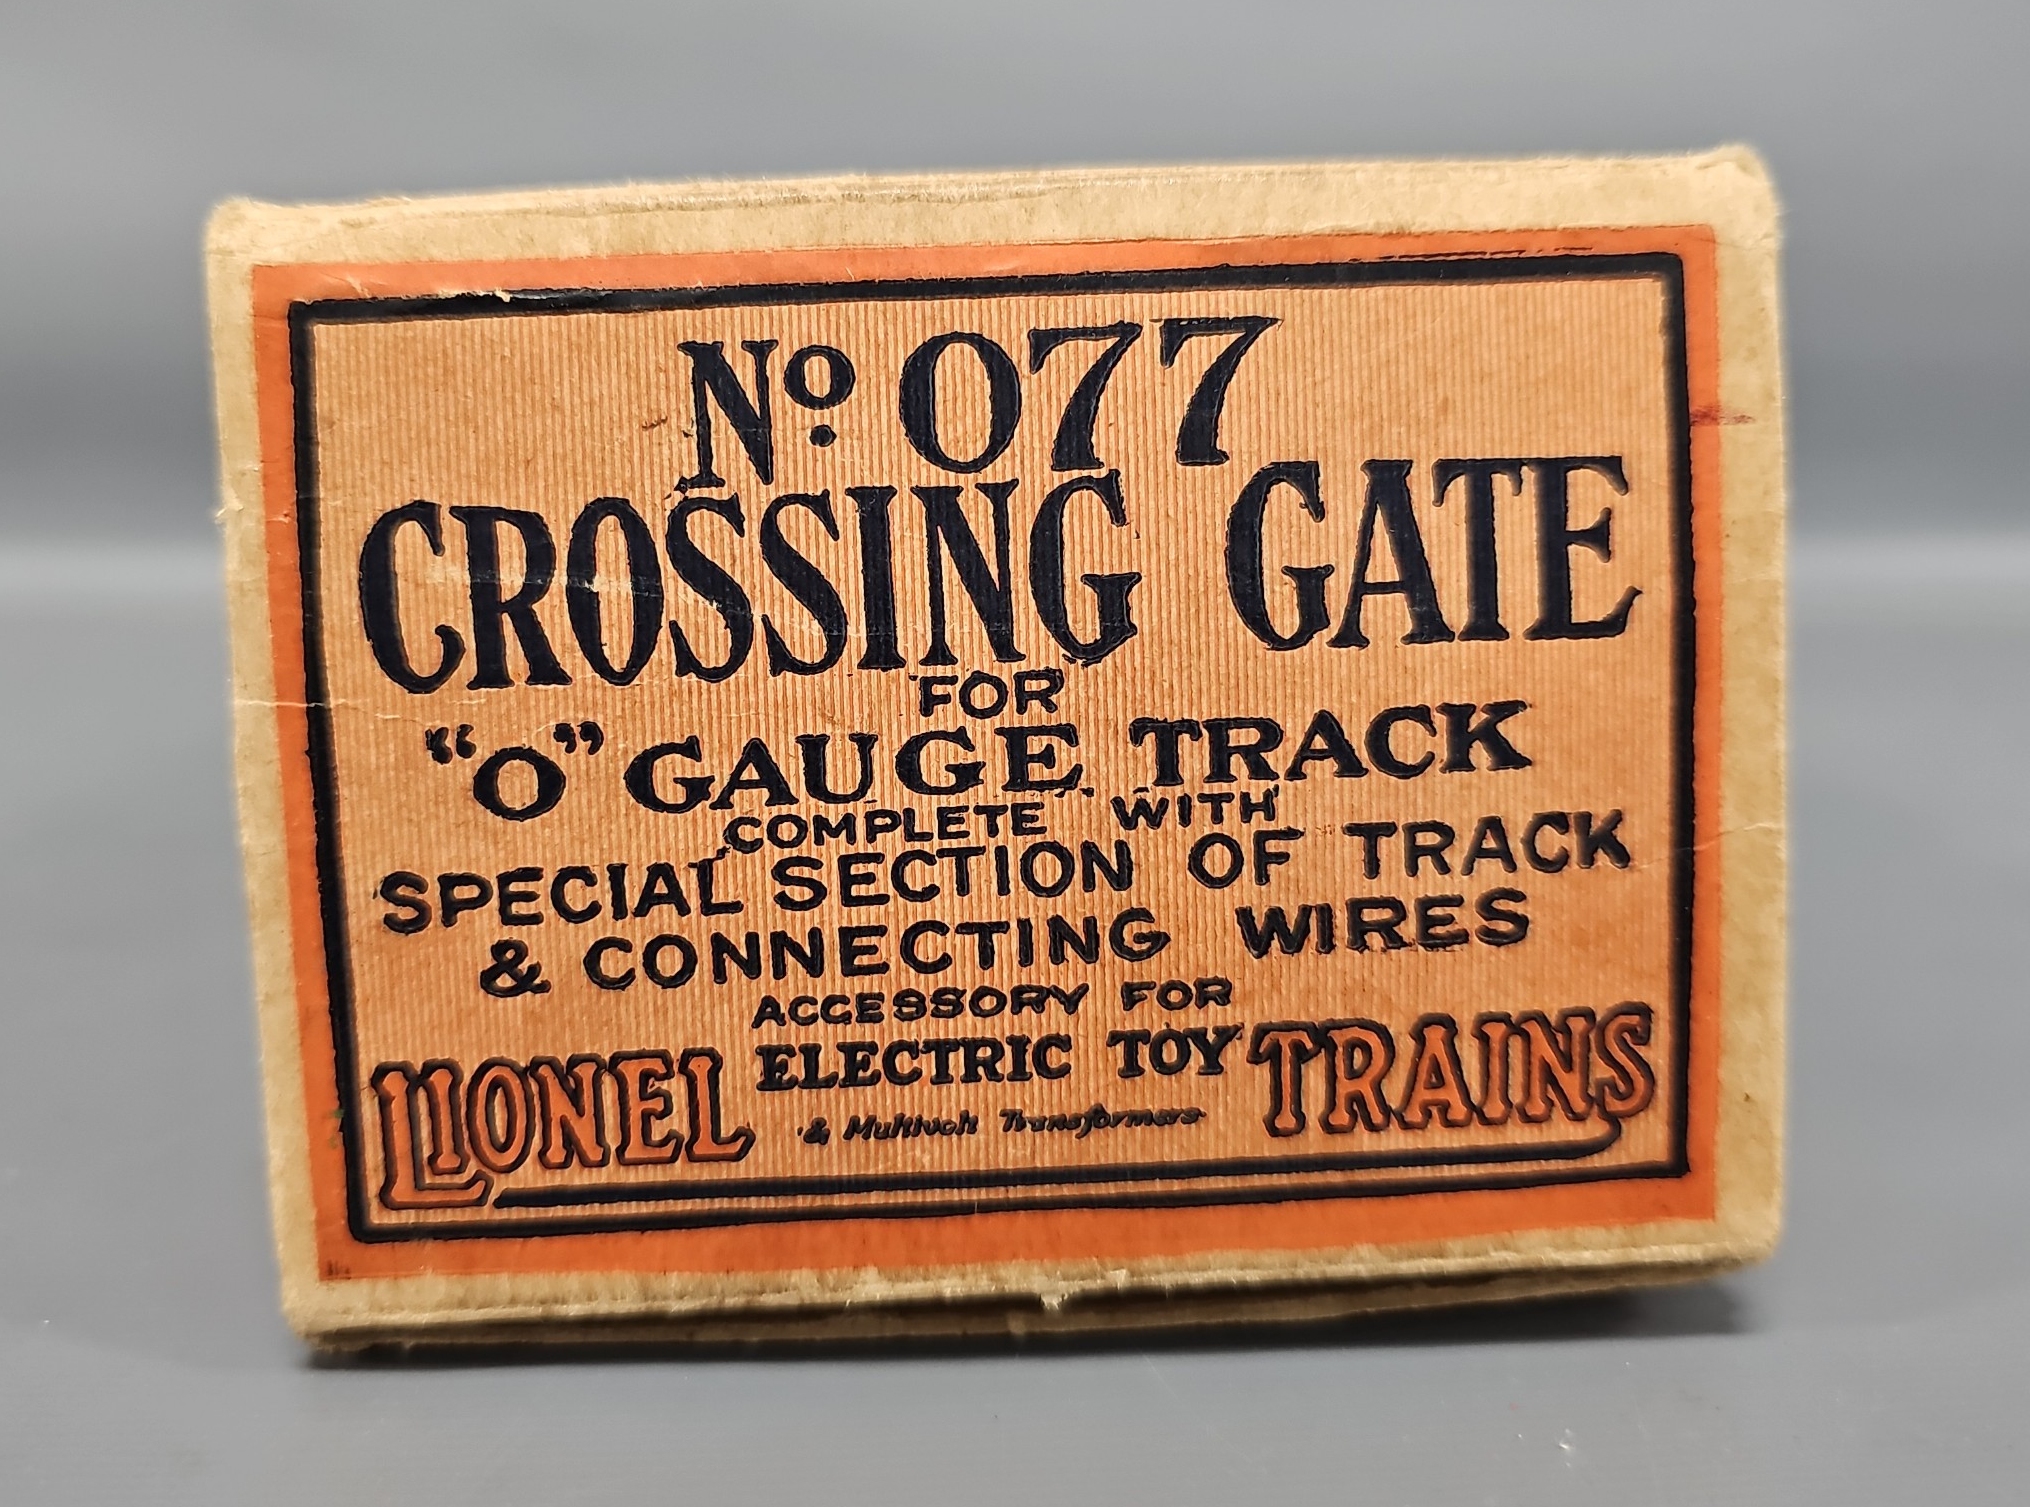 No. 077
CROSSING GATE
FOR
"O" GAUGE TRACK
COMPLETE WITH
SPECIAL SECTION OF TRACK
& CONNECTING WIRES
ACCESSORY FOR
LIONEL ELECTRIC TOY TRAINS
& Multivolt Transformers